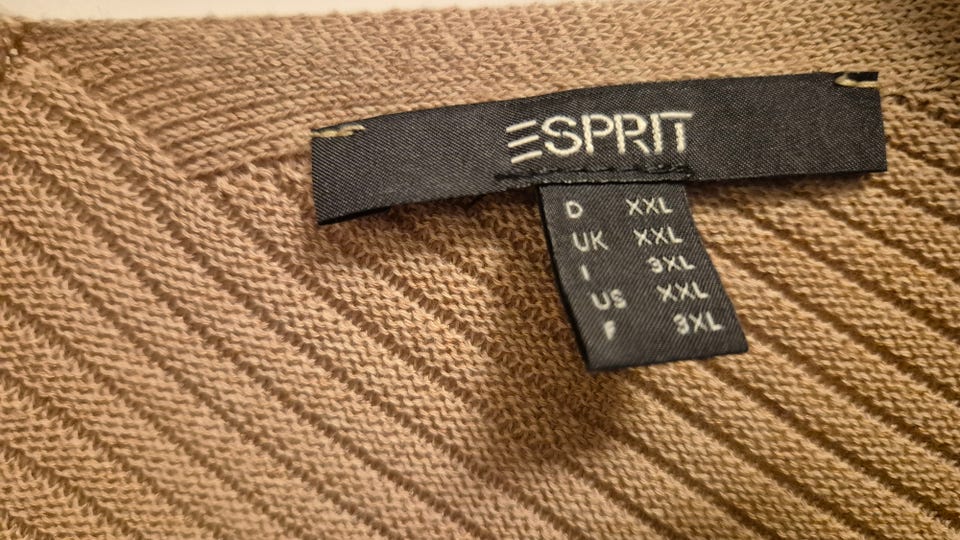 ESPRIT
D XXL
UK XXL
I 3XL
US XXL
F 3XL